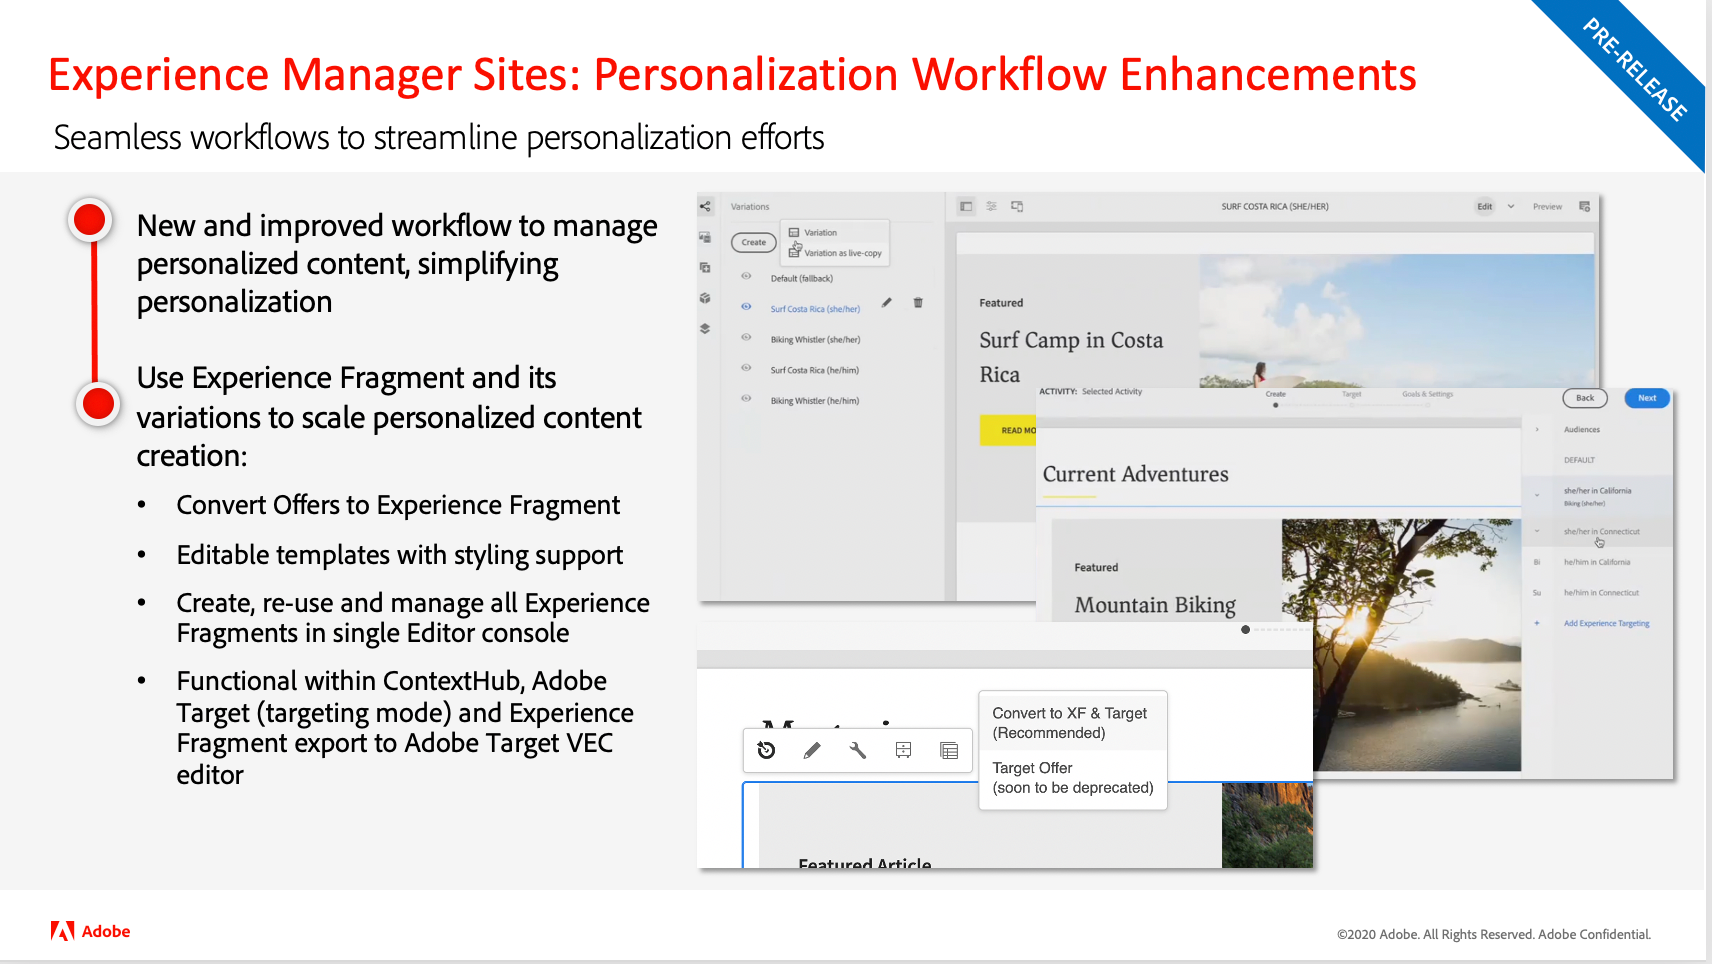 PRE-RELEASE
Experience Manager Sites: Personalization Workflow Enhancements
Seamless workflows to streamline personalization efforts
New and improved workflow to manage
personalized content, simplifying
personalization
Use Experience Fragment and its
variations to scale personalized content
creation:
• Convert Offers to Experience Fragment
• Editable templates with styling support
• Create, re-use and manage all Experience
Fragments in single Editor console
• Functional within ContextHub, Adobe
Target (targeting mode) and Experience
Fragment export to Adobe Target VEC
editor
Variations
Create
Variation
Variation as live-copy
Default (fallback)
Surf Costa Rica (she/her)
Biking Whistler (she/her)
Surf Costa Rica (he/him)
Biking Whistler (he/him)
SURF COSTA RICA (SHE/HER)
Edit
Preview
Featured
Surf Camp in Costa
Rica
READ MO
ACTIVITY: Selected Activity
Create
Target
Goals & Settings
Back
Next
Current Adventures
Featured
Mountain Biking
Audiences
DEFAULT
she/her in California
Biking (she/her)
she/her in Connecticut
Bi
he/him in California
Su
he/him in Connecticut
+ Add Experience Targeting
Convert to XF & Target
(Recommended)
Target Offer
(soon to be deprecated)
Featured Article
Adobe
©2020 Adobe. All Rights Reserved. Adobe Confidential.